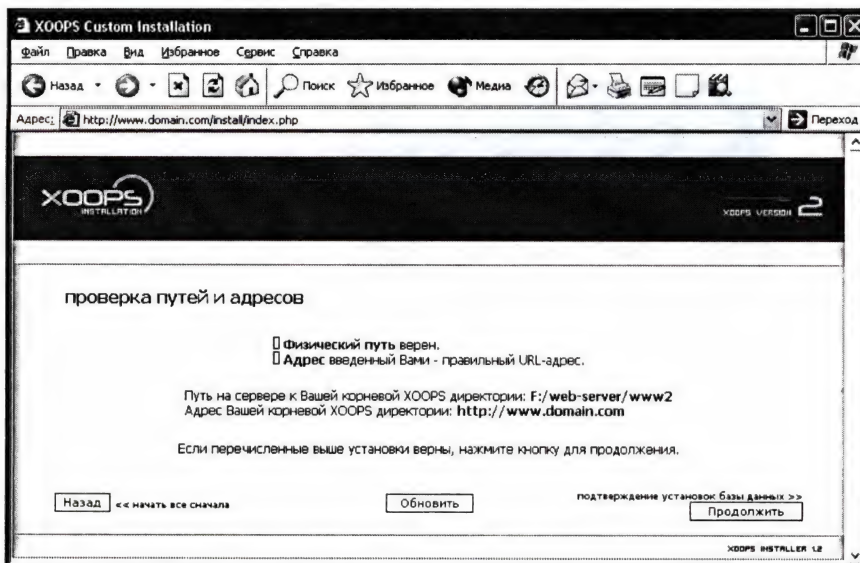 XOOPS Custom Installation
Файл Правка Вид Избранное Сервис Справка
Назад Поиск Избранное Медиа
Адрес: http://www.domain.com/install/index.php Переход
XOOPS
INSTALLATION
XOOPS VERSION 2
проверка путей и адресов
Физический путь верен.
Адрес введенный Вами - правильный URL-адрес.
Путь на сервере к Вашей корневой XOOPS директории: F:/web-server/www2
Адрес Вашей корневой XOOPS директории: http://www.domain.com
Если перечисленные выше установки верны, нажмите кнопку для продолжения.
Назад << начать все сначала
Обновить
подтверждение установок базы данных >>
Продолжить
XOOPS INSTALLER 1.2